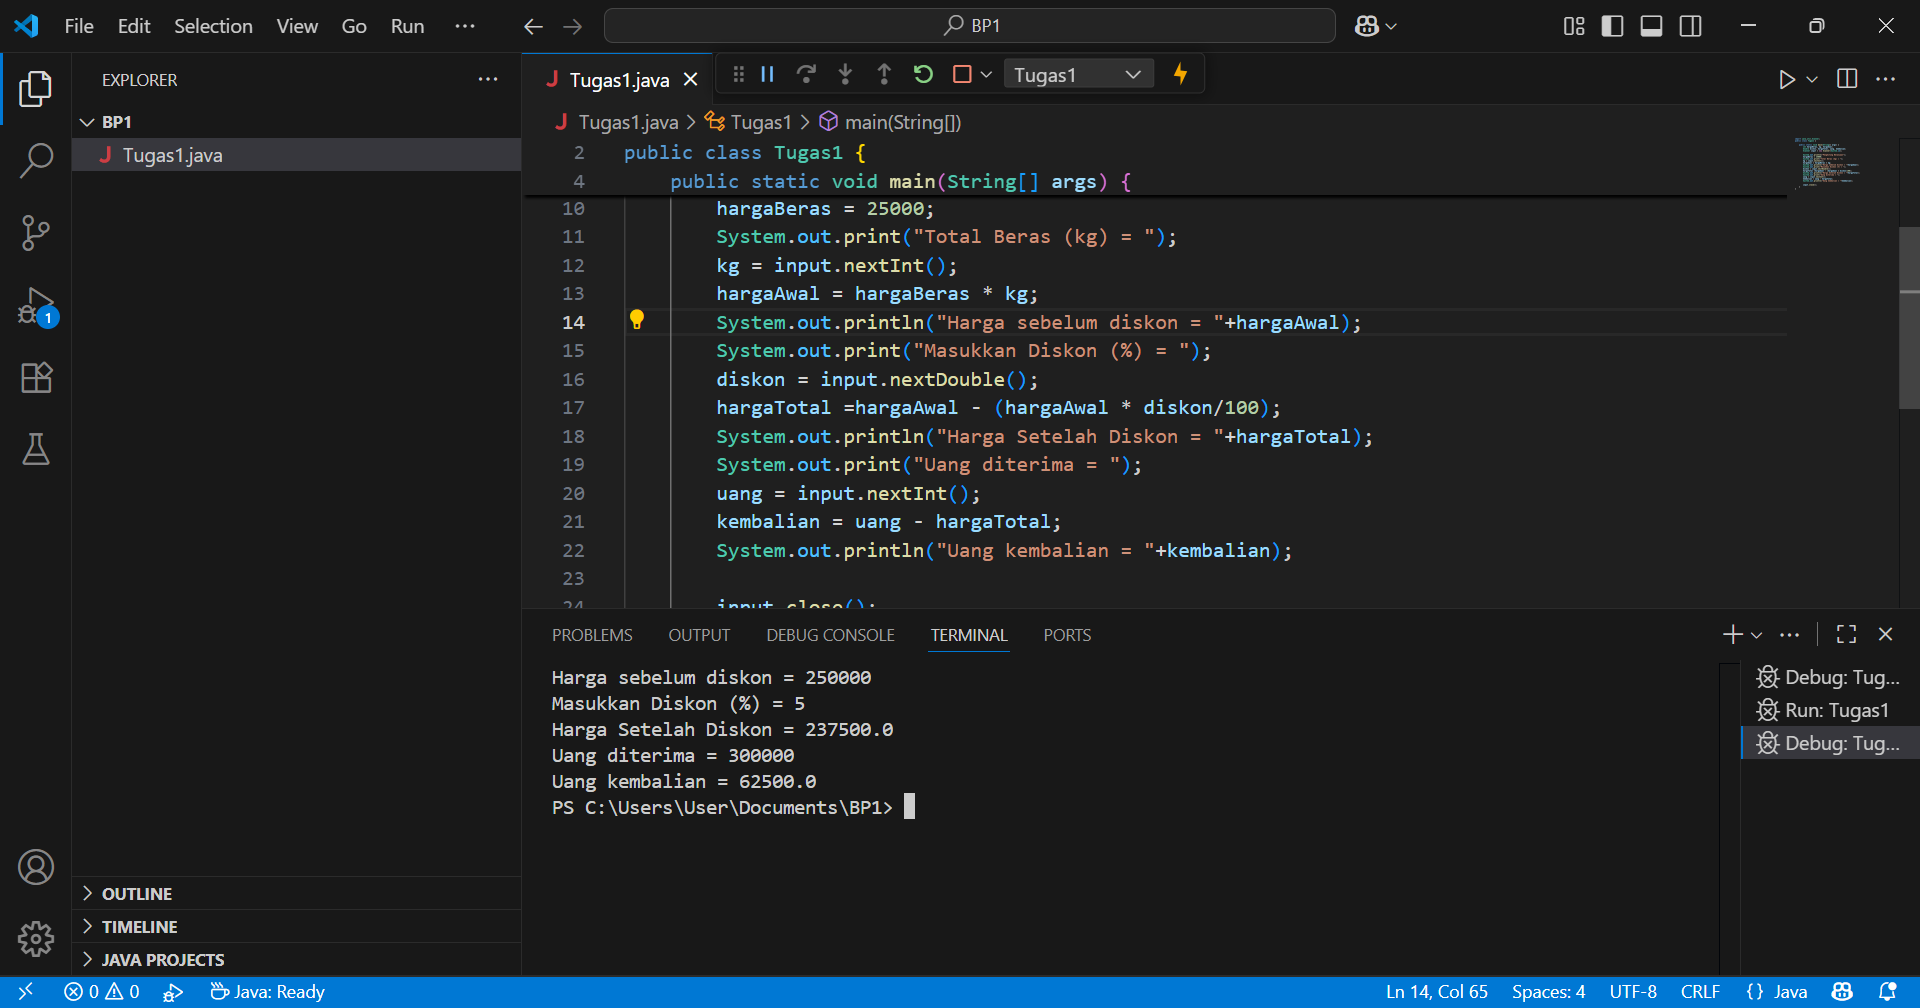 File Edit Selection View Go Run ···
BP1
EXPLORER
BP1
Tugas1.java
OUTLINE
TIMELINE
JAVA PROJECTS
Tugas1.java
Tugas1
Tugas1.java > Tugas1 > main(String[])
2 public class Tugas1 {
4 public static void main(String[] args) {
10 hargaBeras = 25000;
11 System.out.print("Total Beras (kg) = ");
12 kg = input.nextInt();
13 hargaAwal = hargaBeras * kg;
14 System.out.println("Harga sebelum diskon = "+hargaAwal);
15 System.out.print("Masukkan Diskon (%) = ");
16 diskon = input.nextDouble();
17 hargaTotal =hargaAwal - (hargaAwal * diskon/100);
18 System.out.println("Harga Setelah Diskon = "+hargaTotal);
19 System.out.print("Uang diterima = ");
20 uang = input.nextInt();
21 kembalian = uang - hargaTotal;
22 System.out.println("Uang kembalian = "+kembalian);
23
24 input.close();
PROBLEMS OUTPUT DEBUG CONSOLE TERMINAL PORTS
Harga sebelum diskon = 250000
Masukkan Diskon (%) = 5
Harga Setelah Diskon = 237500.0
Uang diterima = 300000
Uang kembalian = 62500.0
PS C:\Users\User\Documents\BP1>
Debug: Tug...
Run: Tugas1
Debug: Tug...
1
0 0 Java: Ready
Ln 14, Col 65 Spaces: 4 UTF-8 CRLF {} Java